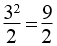 3²/2 = 9/2